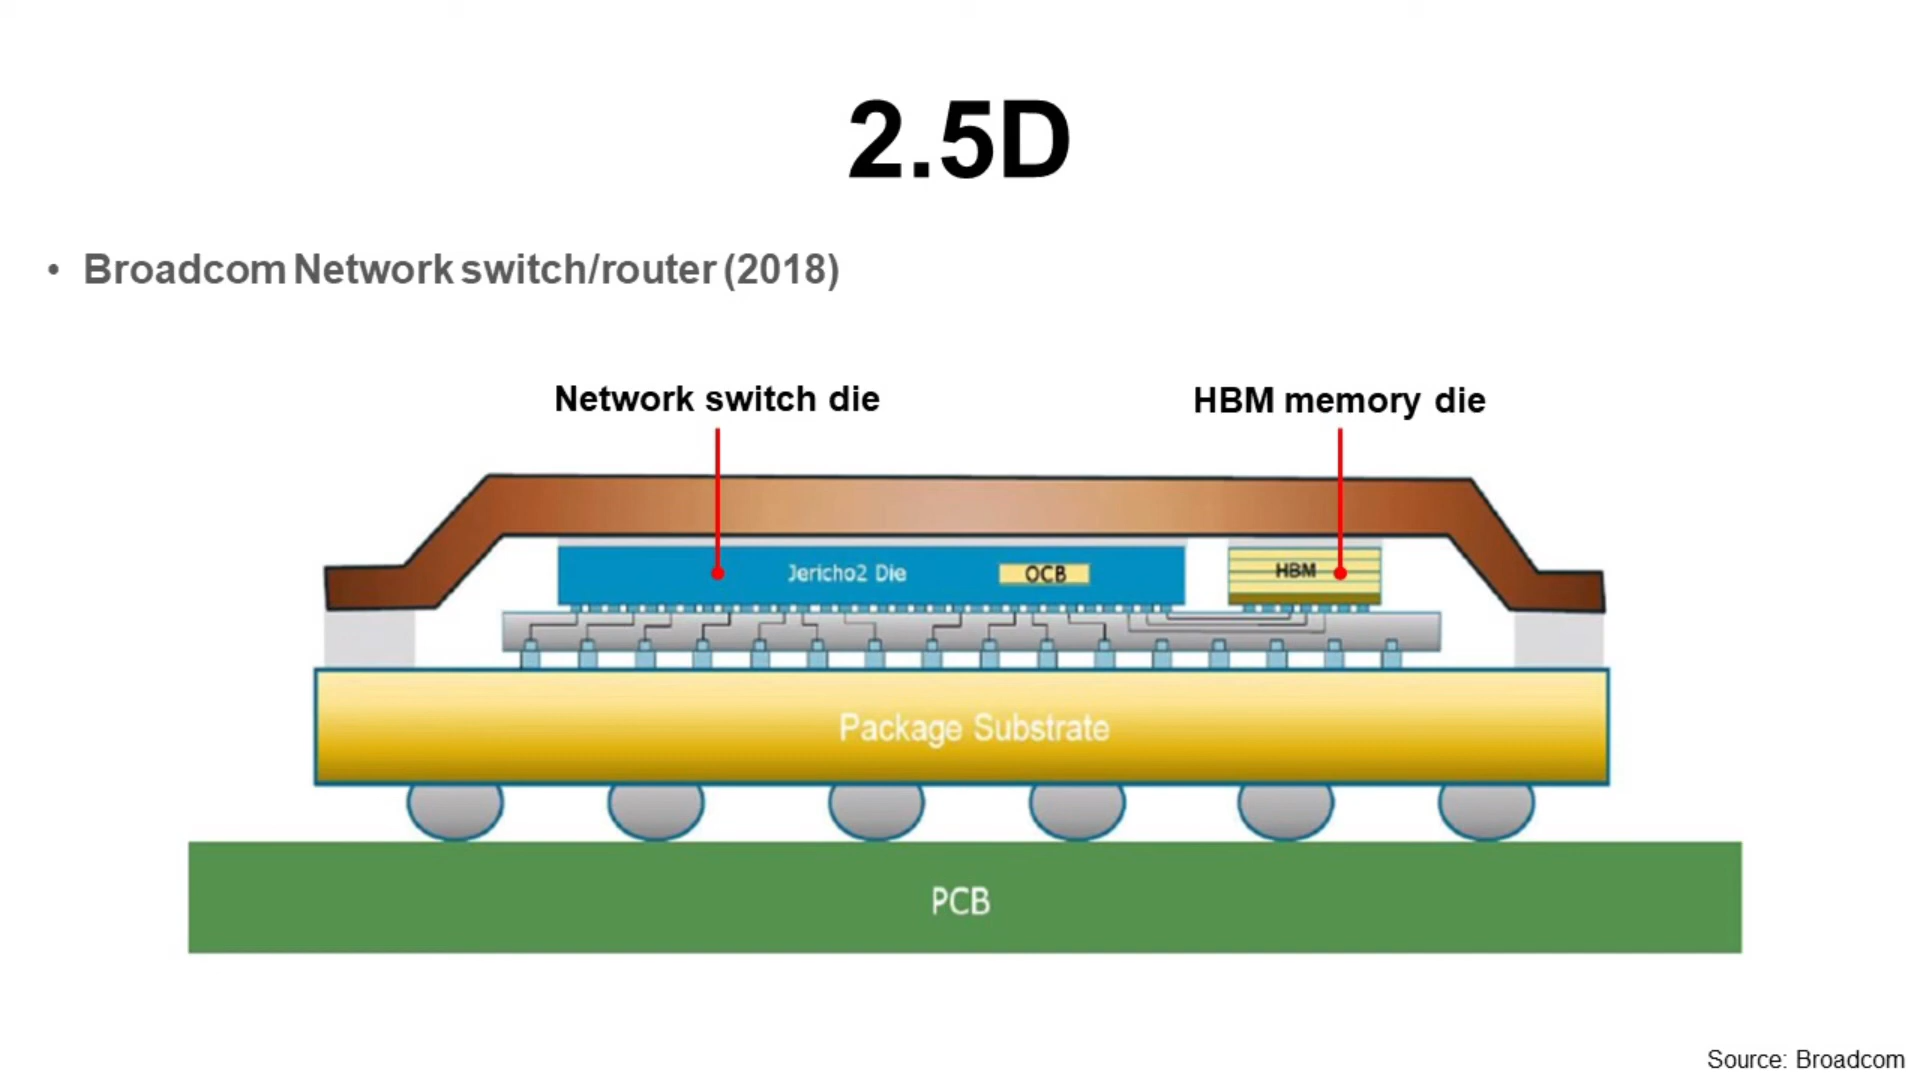 2.5D
• Broadcom Network switch/router (2018)
Network switch die
HBM memory die
Jericho2 Die
OCB
HBM
Package Substrate
PCB
Source: Broadcom